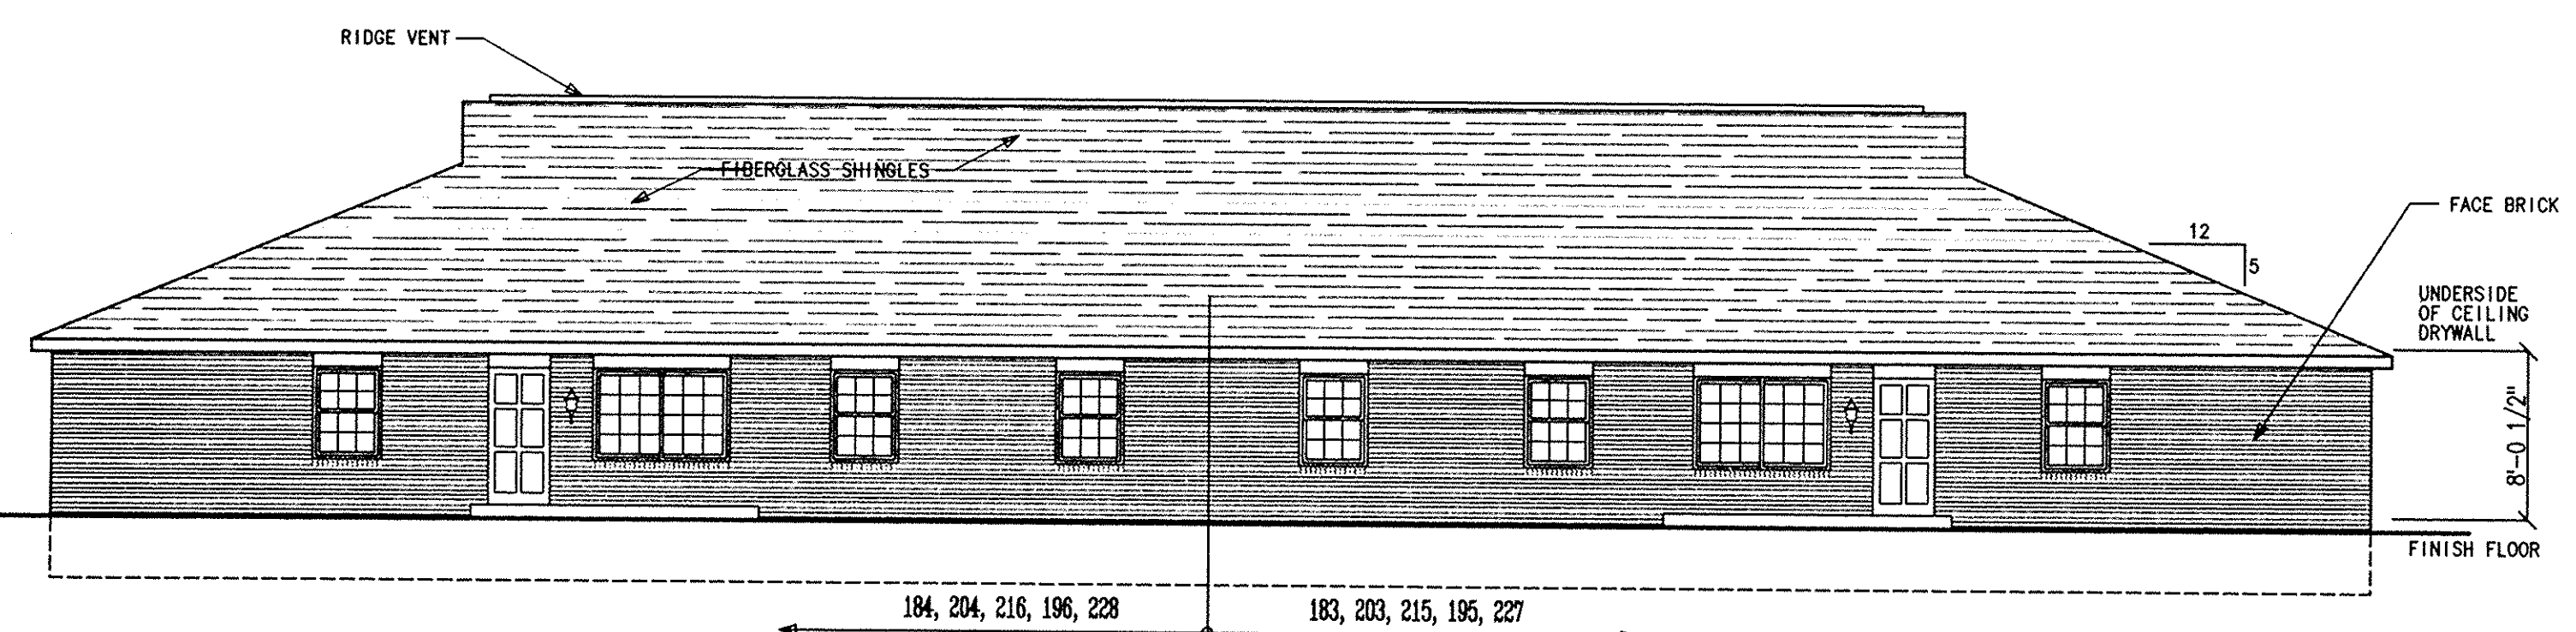 RIDGE VENT
FIBERGLASS SHINGLES
FACE BRICK
12
5
UNDERSIDE
OF CEILING
DRYWALL
8'-0 1/2"
FINISH FLOOR
184, 204, 216, 196, 228
183, 203, 215, 195, 227